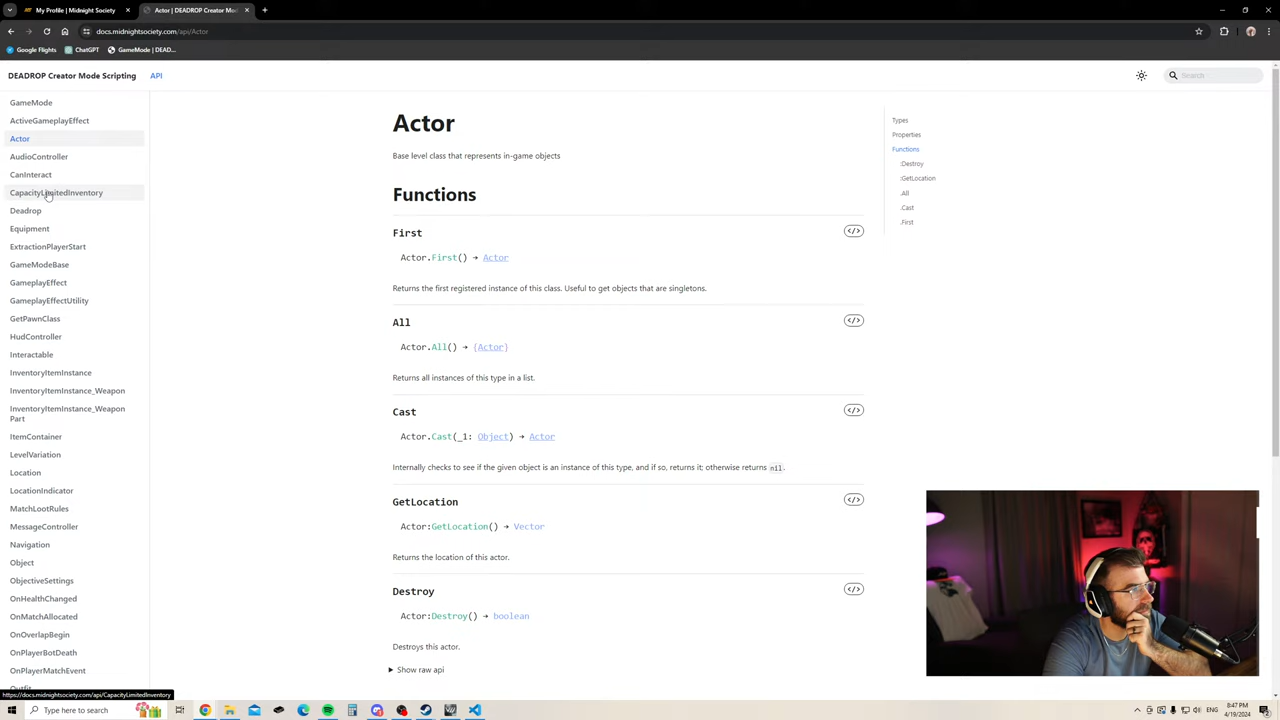 My Profile | Midnight Society
Actor | DEADROP Creator Mod
docs.midnightsociety.com/api/Actor
Google Flights
ChatGPT
GameMode | DEAD...
DEADROP Creator Mode Scripting
API
Search
GameMode
ActiveGameplayEffect
Actor
AudioController
CanInteract
CapacityLimitedInventory
Deadrop
Equipment
ExtractionPlayerStart
GameModeBase
GameplayEffect
GameplayEffectUtility
GetPawnClass
HudController
Interactable
InventoryItemInstance
InventoryItemInstance_Weapon
InventoryItemInstance_Weapon
Part
ItemContainer
LevelVariation
Location
LocationIndicator
MatchLootRules
MessageController
Navigation
Object
ObjectiveSettings
OnHealthChanged
OnMatchAllocated
OnOverlapBegin
OnPlayerBotDeath
OnPlayerMatchEvent
Outfit
Actor
Base level class that represents in-game objects
Functions
First
</>
Actor.First() → Actor
Returns the first registered instance of this class. Useful to get objects that are singletons.
All
</>
Actor.All() → {Actor}
Returns all instances of this type in a list.
Cast
</>
Actor.Cast(_1: Object) → Actor
Internally checks to see if the given object is an instance of this type, and if so, returns it; otherwise returns nil.
GetLocation
</>
Actor:GetLocation() → Vector
Returns the location of this actor.
Destroy
</>
Actor:Destroy() → boolean
Destroys this actor.
Show raw api
Types
Properties
Functions
:Destroy
:GetLocation
.All
.Cast
.First
https://docs.midnightsociety.com/api/CapacityLimitedInventory
Type here to search
ENG
8:47 PM
4/19/2024